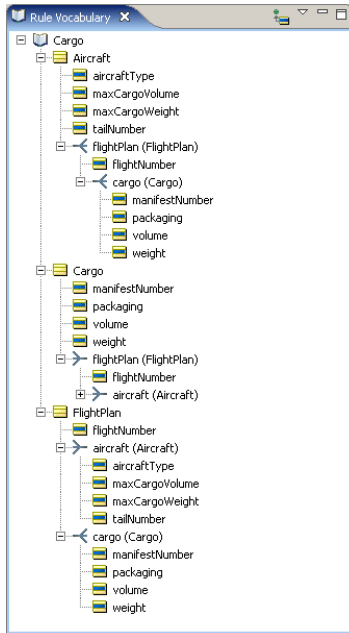 Rule Vocabulary
Cargo
Aircraft
aircraftType
maxCargoVolume
maxCargoWeight
tailNumber
flightPlan (FlightPlan)
flightNumber
cargo (Cargo)
manifestNumber
packaging
volume
weight
Cargo
manifestNumber
packaging
volume
weight
flightPlan (FlightPlan)
flightNumber
aircraft (Aircraft)
FlightPlan
flightNumber
aircraft (Aircraft)
aircraftType
maxCargoVolume
maxCargoWeight
tailNumber
cargo (Cargo)
manifestNumber
packaging
volume
weight